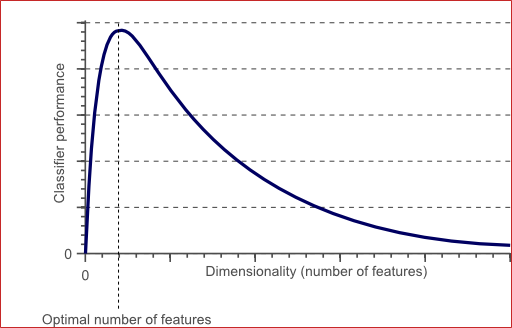 Classifier performance
0
0
Dimensionality (number of features)
Optimal number of features